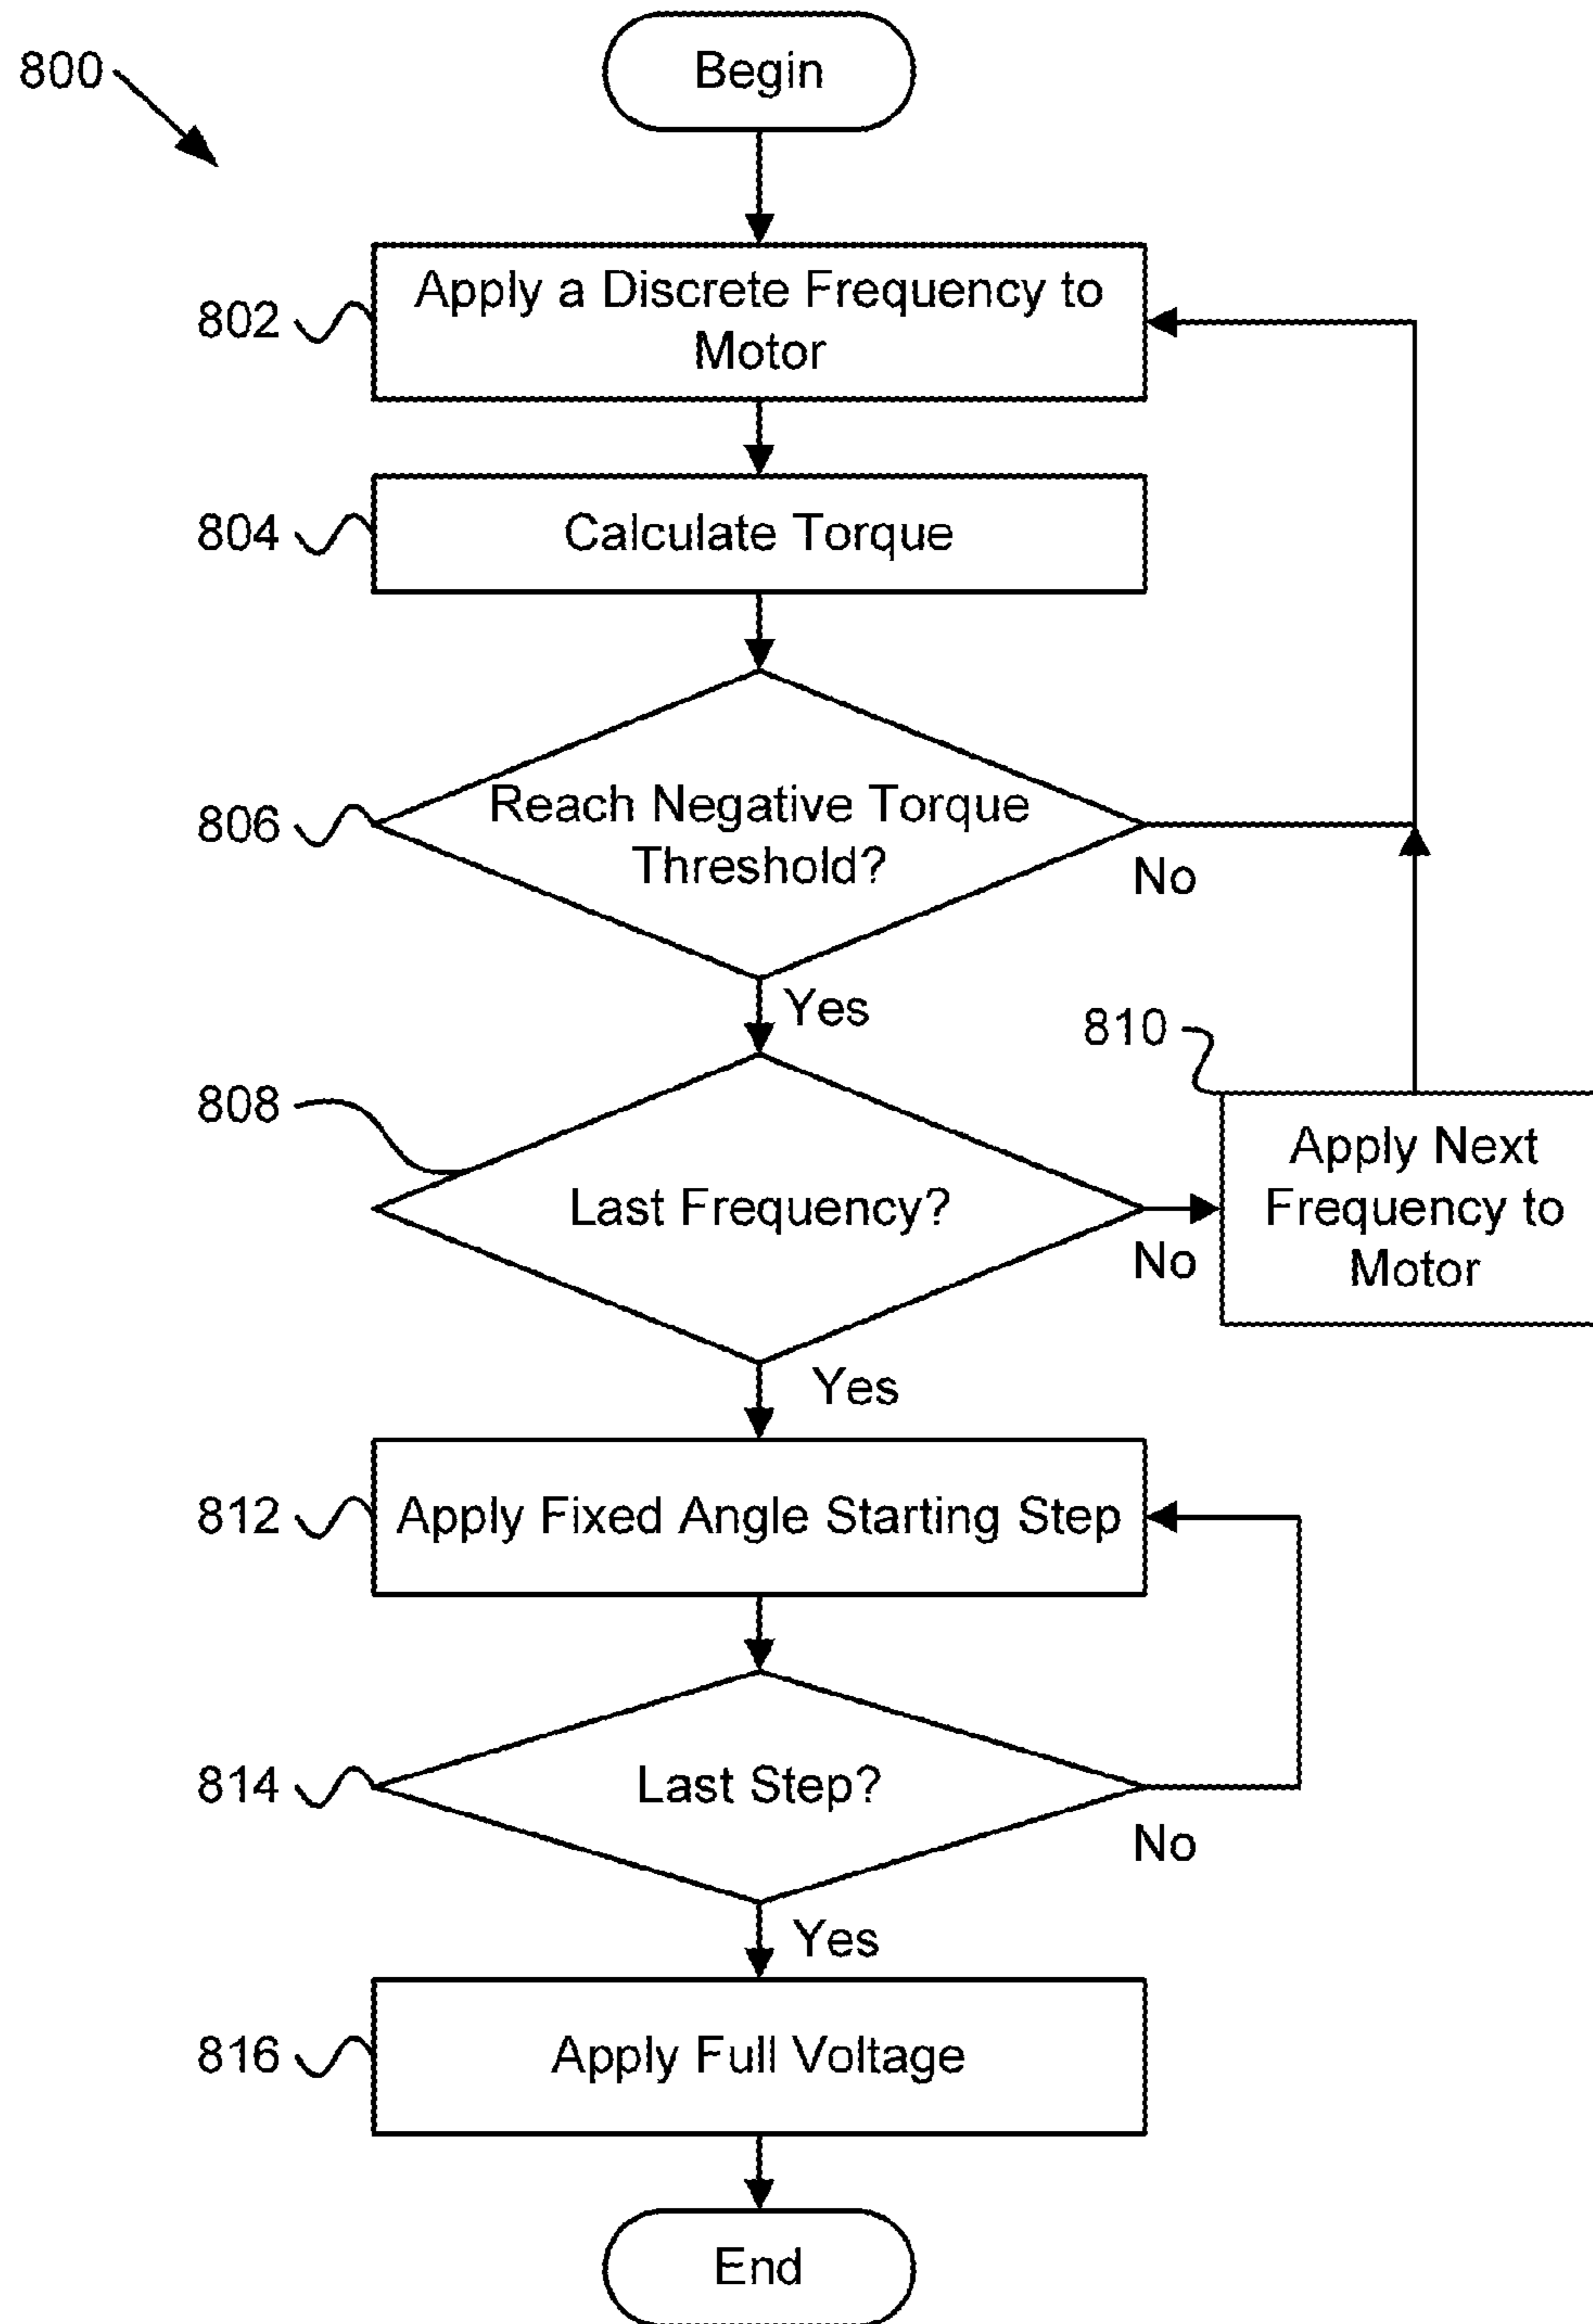 800
Begin
802
Apply a Discrete Frequency to
Motor
804
Calculate Torque
806
Reach Negative Torque
Threshold?
No
Yes
808
Last Frequency?
No
810
Apply Next
Frequency to
Motor
Yes
812
Apply Fixed Angle Starting Step
814
Last Step?
No
Yes
816
Apply Full Voltage
End